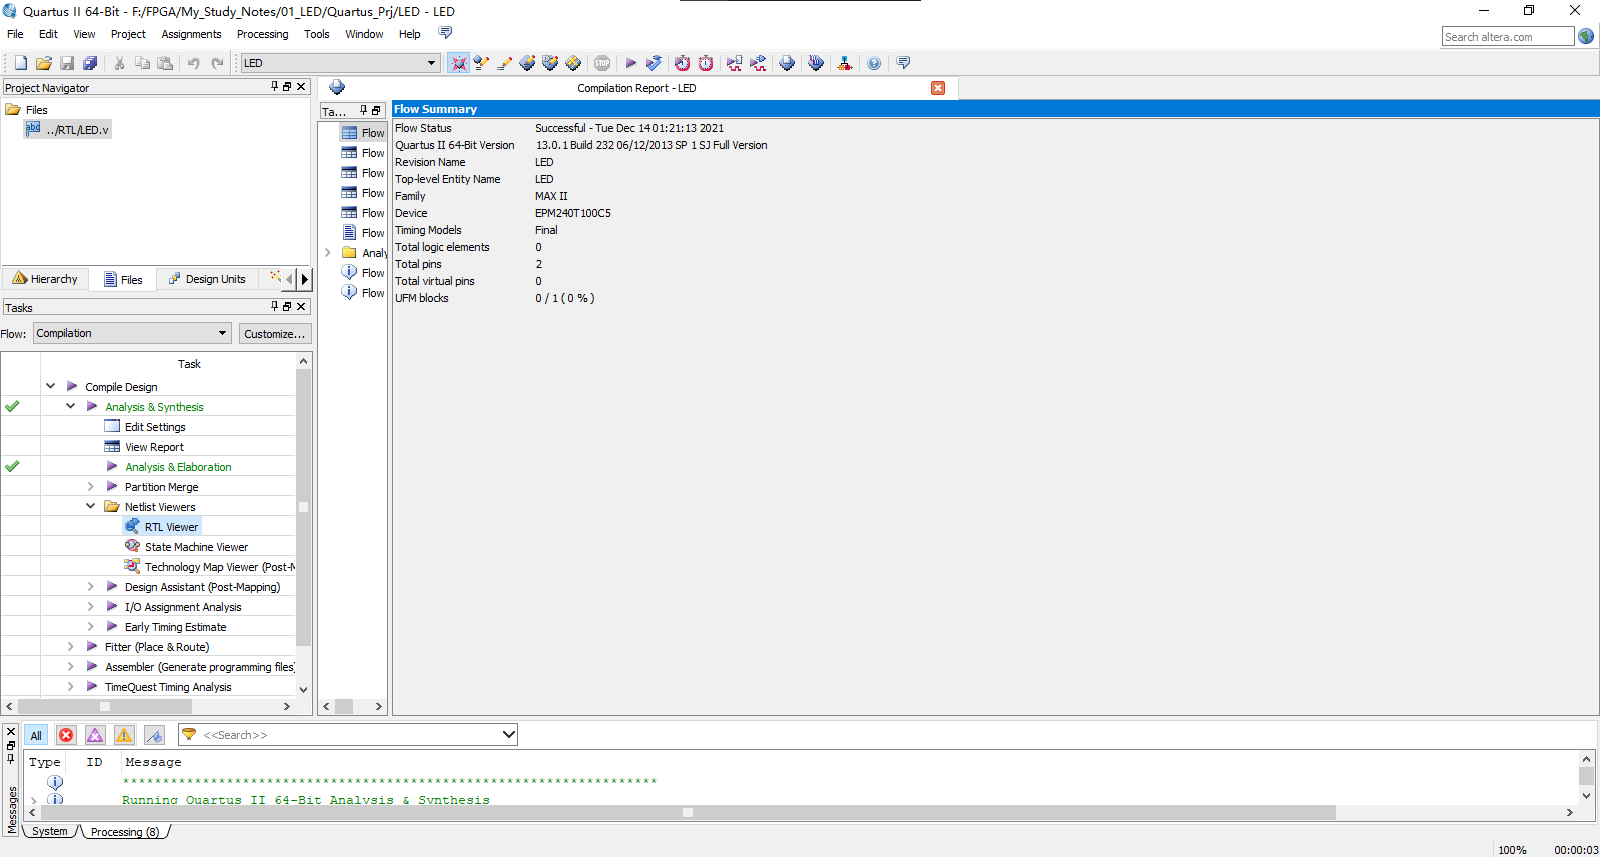 Quartus II 64-Bit - F:/FPGA/My_Study_Notes/01_LED/Quartus_Prj/LED - LED
File Edit View Project Assignments Processing Tools Window Help
Search altera.com
LED
Project Navigator
Files
../RTL/LED.v
Hierarchy Files Design Units
Tasks
Flow: Compilation Customize...
Task
Compile Design
Analysis & Synthesis
Edit Settings
View Report
Analysis & Elaboration
Partition Merge
Netlist Viewers
RTL Viewer
State Machine Viewer
Technology Map Viewer (Post-M
Design Assistant (Post-Mapping)
I/O Assignment Analysis
Early Timing Estimate
Fitter (Place & Route)
Assembler (Generate programming files)
TimeQuest Timing Analysis
Compilation Report - LED
Ta...
Flow
Flow
Flow
Flow
Flow
Flow
Analy
Flow
Flow
Flow Summary
Flow Status Successful - Tue Dec 14 01:21:13 2021
Quartus II 64-Bit Version 13.0.1 Build 232 06/12/2013 SP 1 SJ Full Version
Revision Name LED
Top-level Entity Name LED
Family MAX II
Device EPM240T100C5
Timing Models Final
Total logic elements 0
Total pins 2
Total virtual pins 0
UFM blocks 0 / 1 ( 0 % )
All <<Search>>
Type ID Message
*******************************************************************
Running Quartus II 64-Bit Analysis & Synthesis
Messages
System Processing (8)
100% 00:00:03